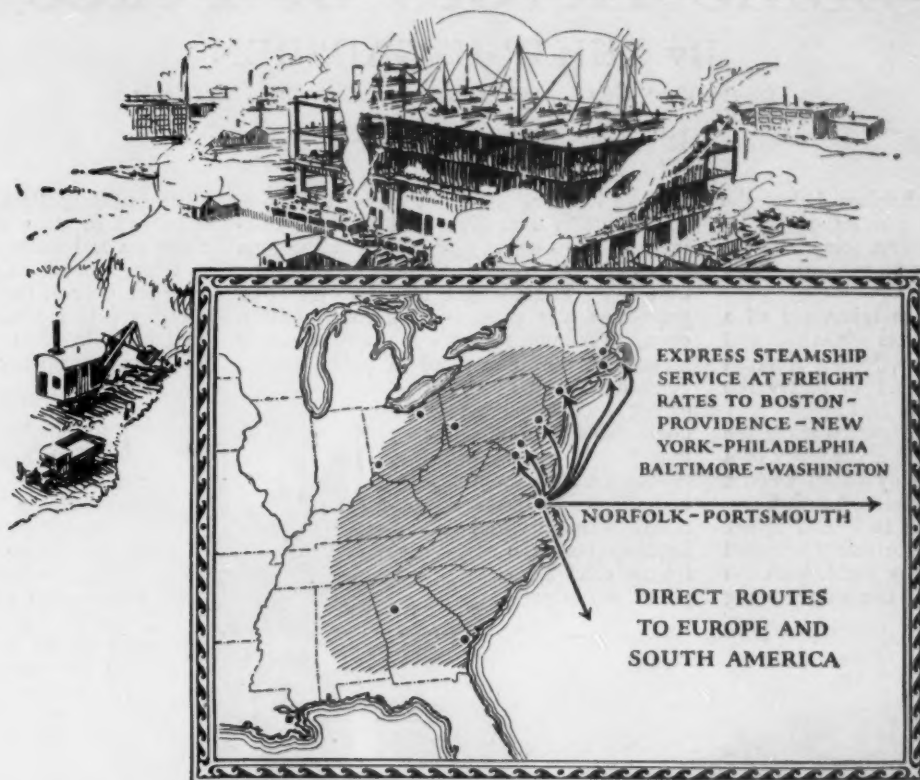 EXPRESS STEAMSHIP
SERVICE AT FREIGHT
RATES TO BOSTON-
PROVIDENCE-NEW
YORK-PHILADELPHIA
BALTIMORE-WASHINGTON
NORFOLK-PORTSMOUTH
DIRECT ROUTES
TO EUROPE AND
SOUTH AMERICA